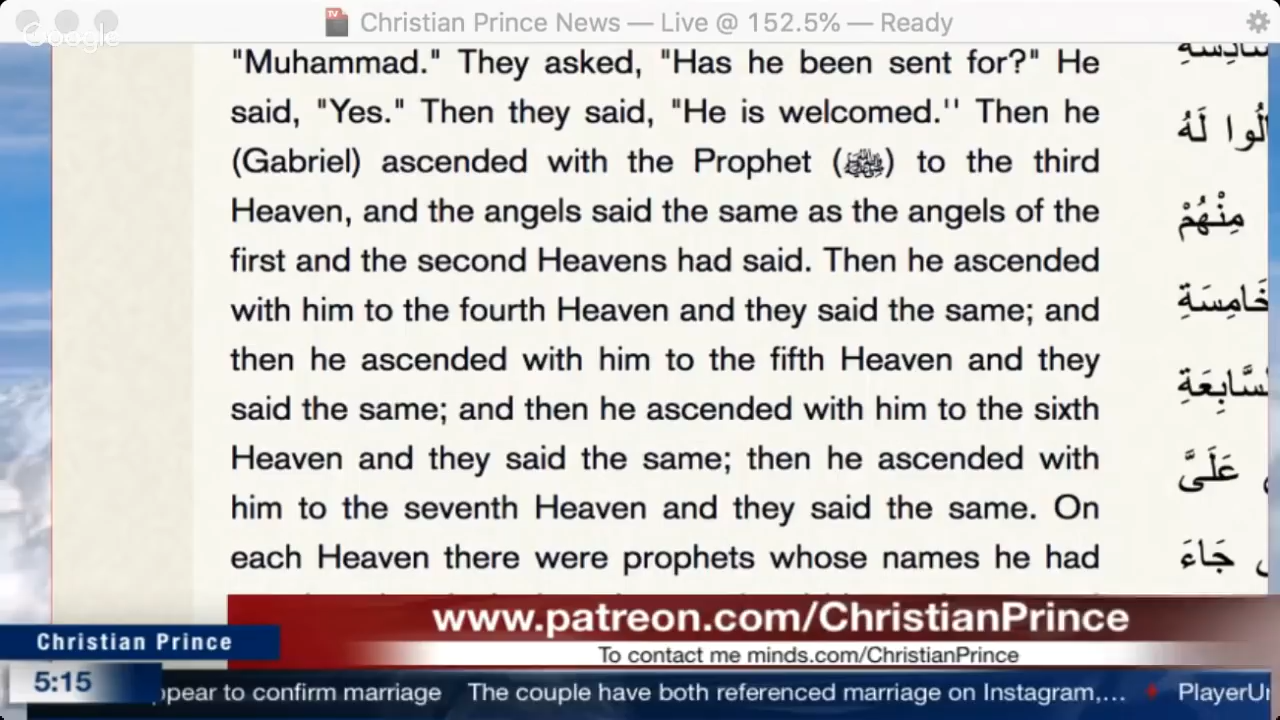 Christian Prince News — Live @ 152.5% — Ready
Google
"Muhammad." They asked, "Has he been sent for?" He
said, "Yes." Then they said, "He is welcomed.'' Then he
(Gabriel) ascended with the Prophet (ﷺ) to the third
Heaven, and the angels said the same as the angels of the
first and the second Heavens had said. Then he ascended
with him to the fourth Heaven and they said the same; and
then he ascended with him to the fifth Heaven and they
said the same; and then he ascended with him to the sixth
Heaven and they said the same; then he ascended with
him to the seventh Heaven and they said the same. On
each Heaven there were prophets whose names he had
مِنْهُمْ
عَلَىَّ
جَاءَ
www.patreon.com/ChristianPrince
To contact me minds.com/ChristianPrince
Christian Prince
5:15
ppear to confirm marriage The couple have both referenced marriage on Instagram,... PlayerU